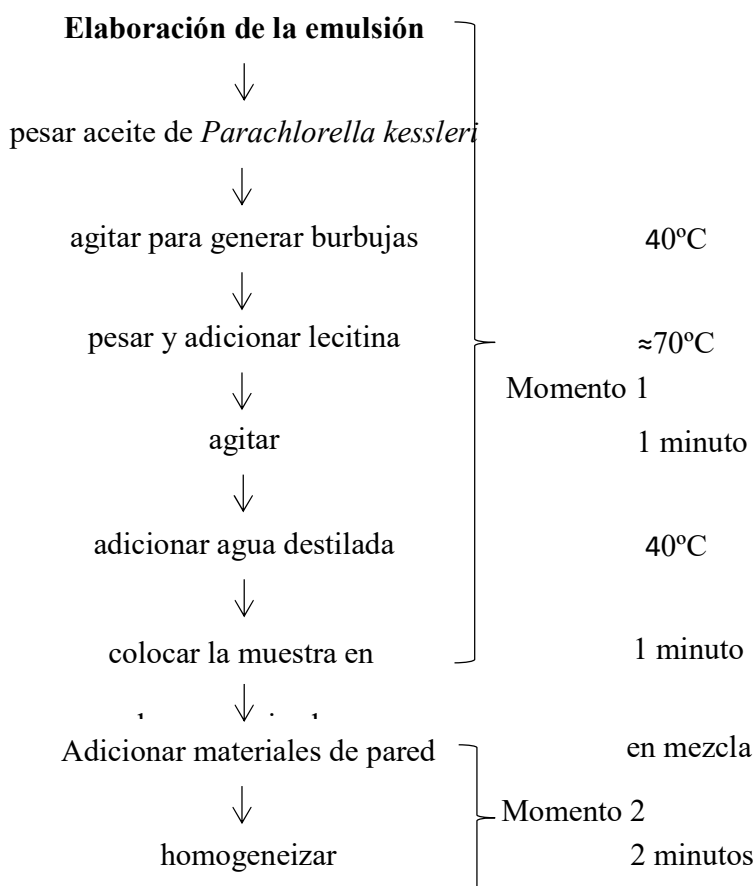 Elaboración de la emulsión
pesar aceite de Parachlorella kessleri
agitar para generar burbujas 40ºC
pesar y adicionar lecitina ≈70ºC
Momento 1
agitar 1 minuto
adicionar agua destilada 40ºC
colocar la muestra en 1 minuto
Adicionar materiales de pared en mezcla
Momento 2
homogeneizar 2 minutos